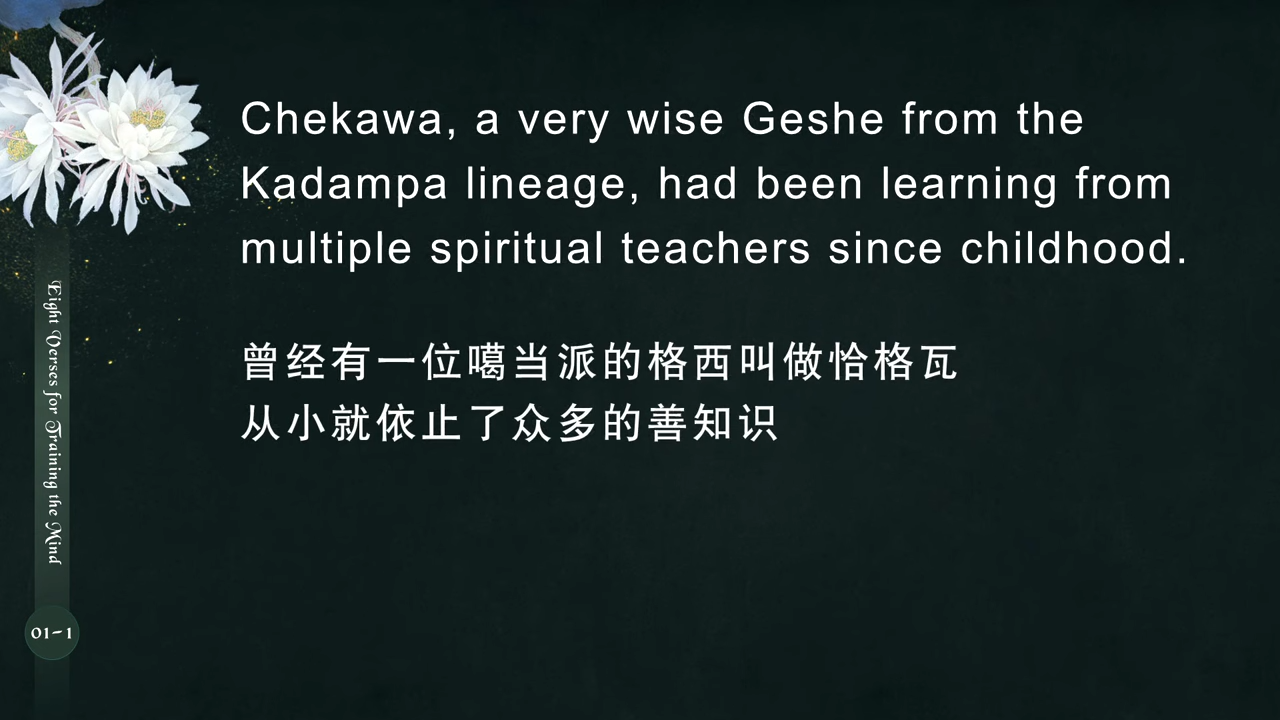 Chekawa, a very wise Geshe from the
Kadampa lineage, had been learning from
multiple spiritual teachers since childhood.
曾经有一位噶当派的格西叫做恰格瓦
从小就依止了众多的善知识
Eight Verses for Training the Mind
01-1